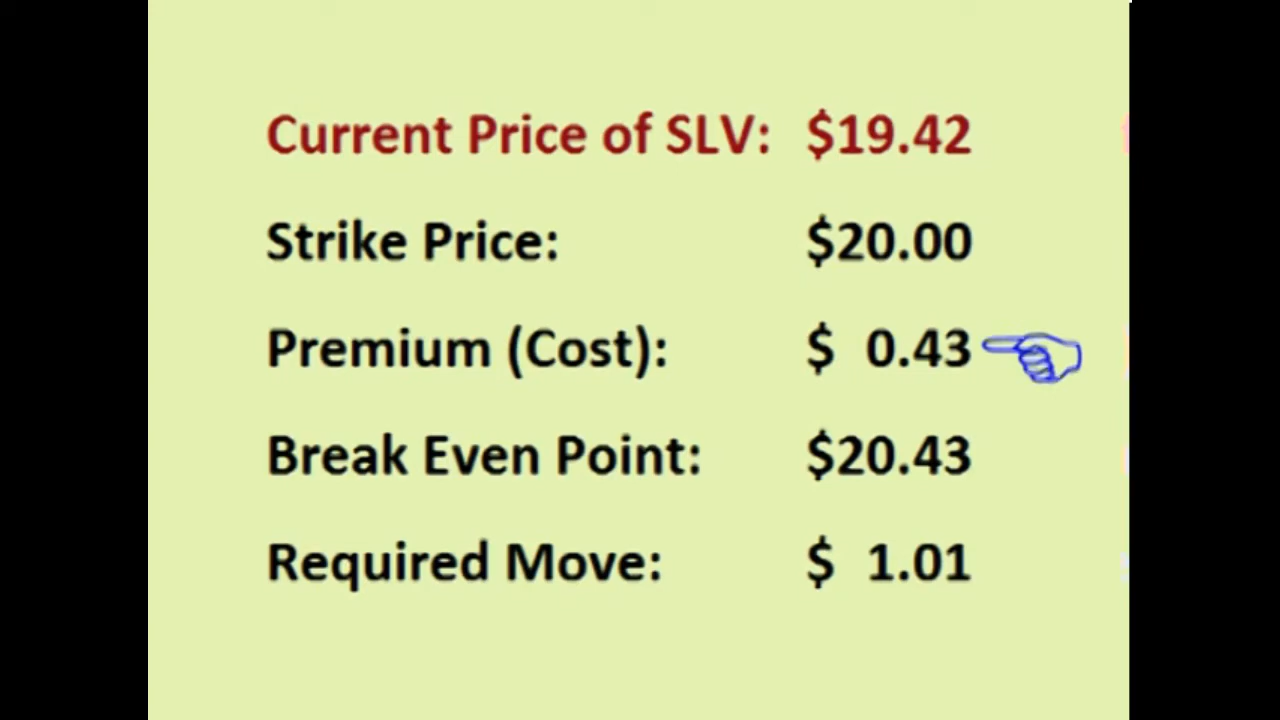 Current Price of SLV: $19.42
Strike Price: $20.00
Premium (Cost): $ 0.43
Break Even Point: $20.43
Required Move: $ 1.01